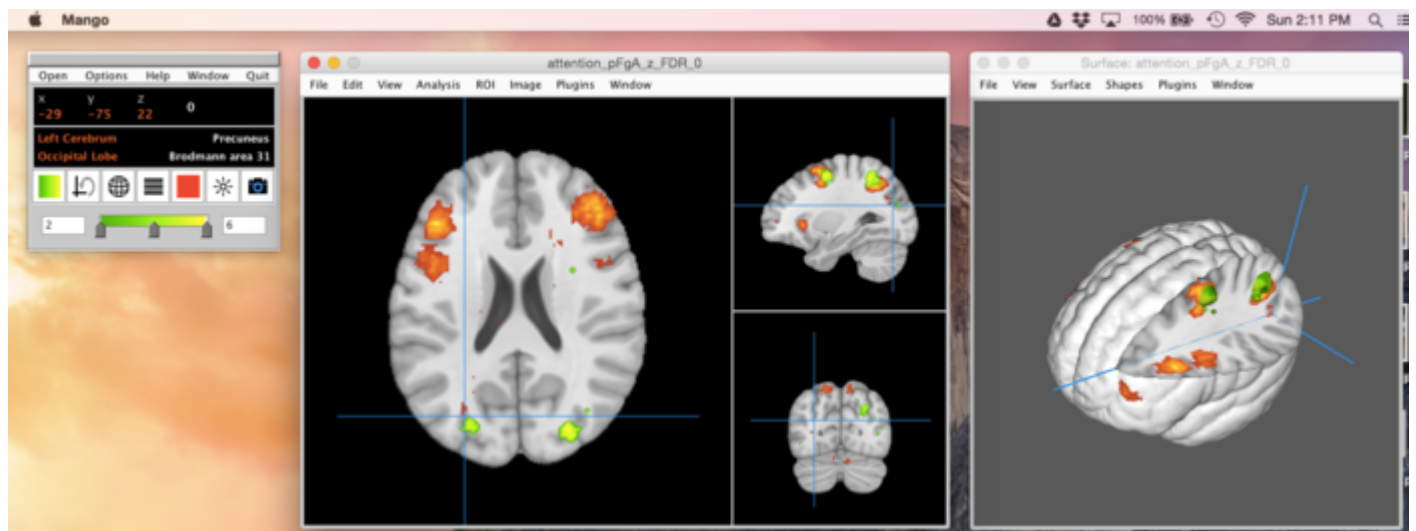 Mango
100% Sun 2:11 PM
Open Options Help Window Quit
x y z
-29 -75 22 0
Left Cerebrum Precuneus
Occipital Lobe Brodmann area 31
2 6
attention_pFgA_z_FDR_0
File Edit View Analysis ROI Image Plugins Window
Surface: attention_pFgA_z_FDR_0
File View Surface Shapes Plugins Window